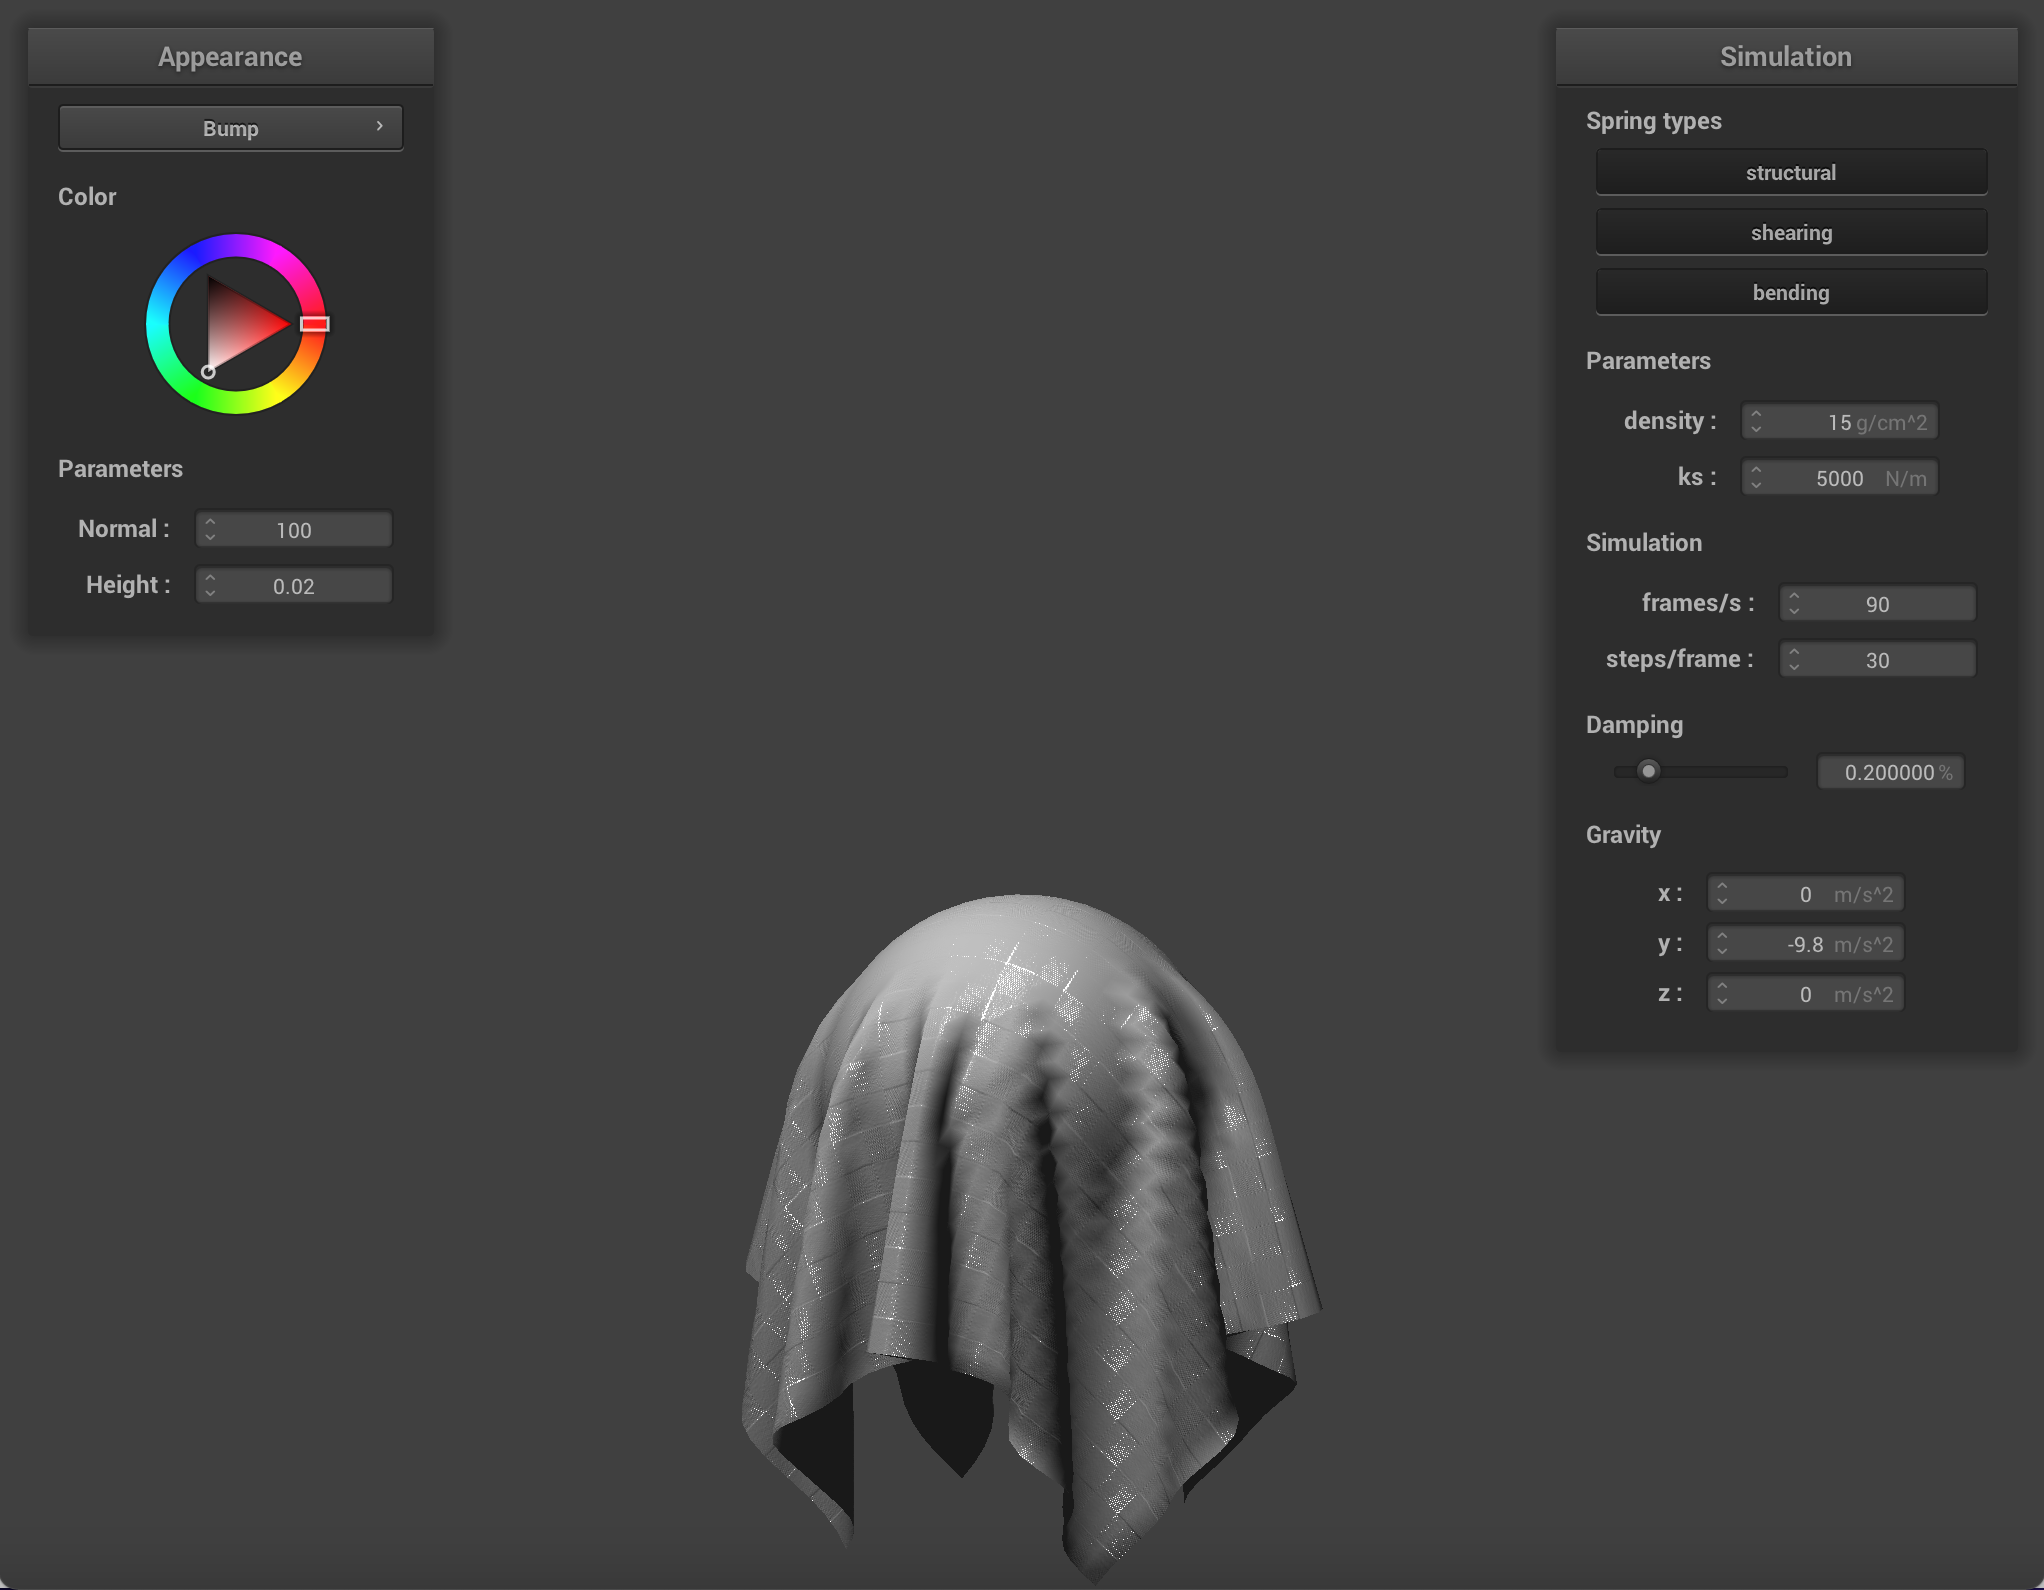 Appearance
Bump
Color
Parameters
Normal : 100
Height : 0.02
Simulation
Spring types
structural
shearing
bending
Parameters
density : 15 g/cm^2
ks : 5000 N/m
Simulation
frames/s : 90
steps/frame : 30
Damping
0.200000 %
Gravity
x : 0 m/s^2
y : -9.8 m/s^2
z : 0 m/s^2